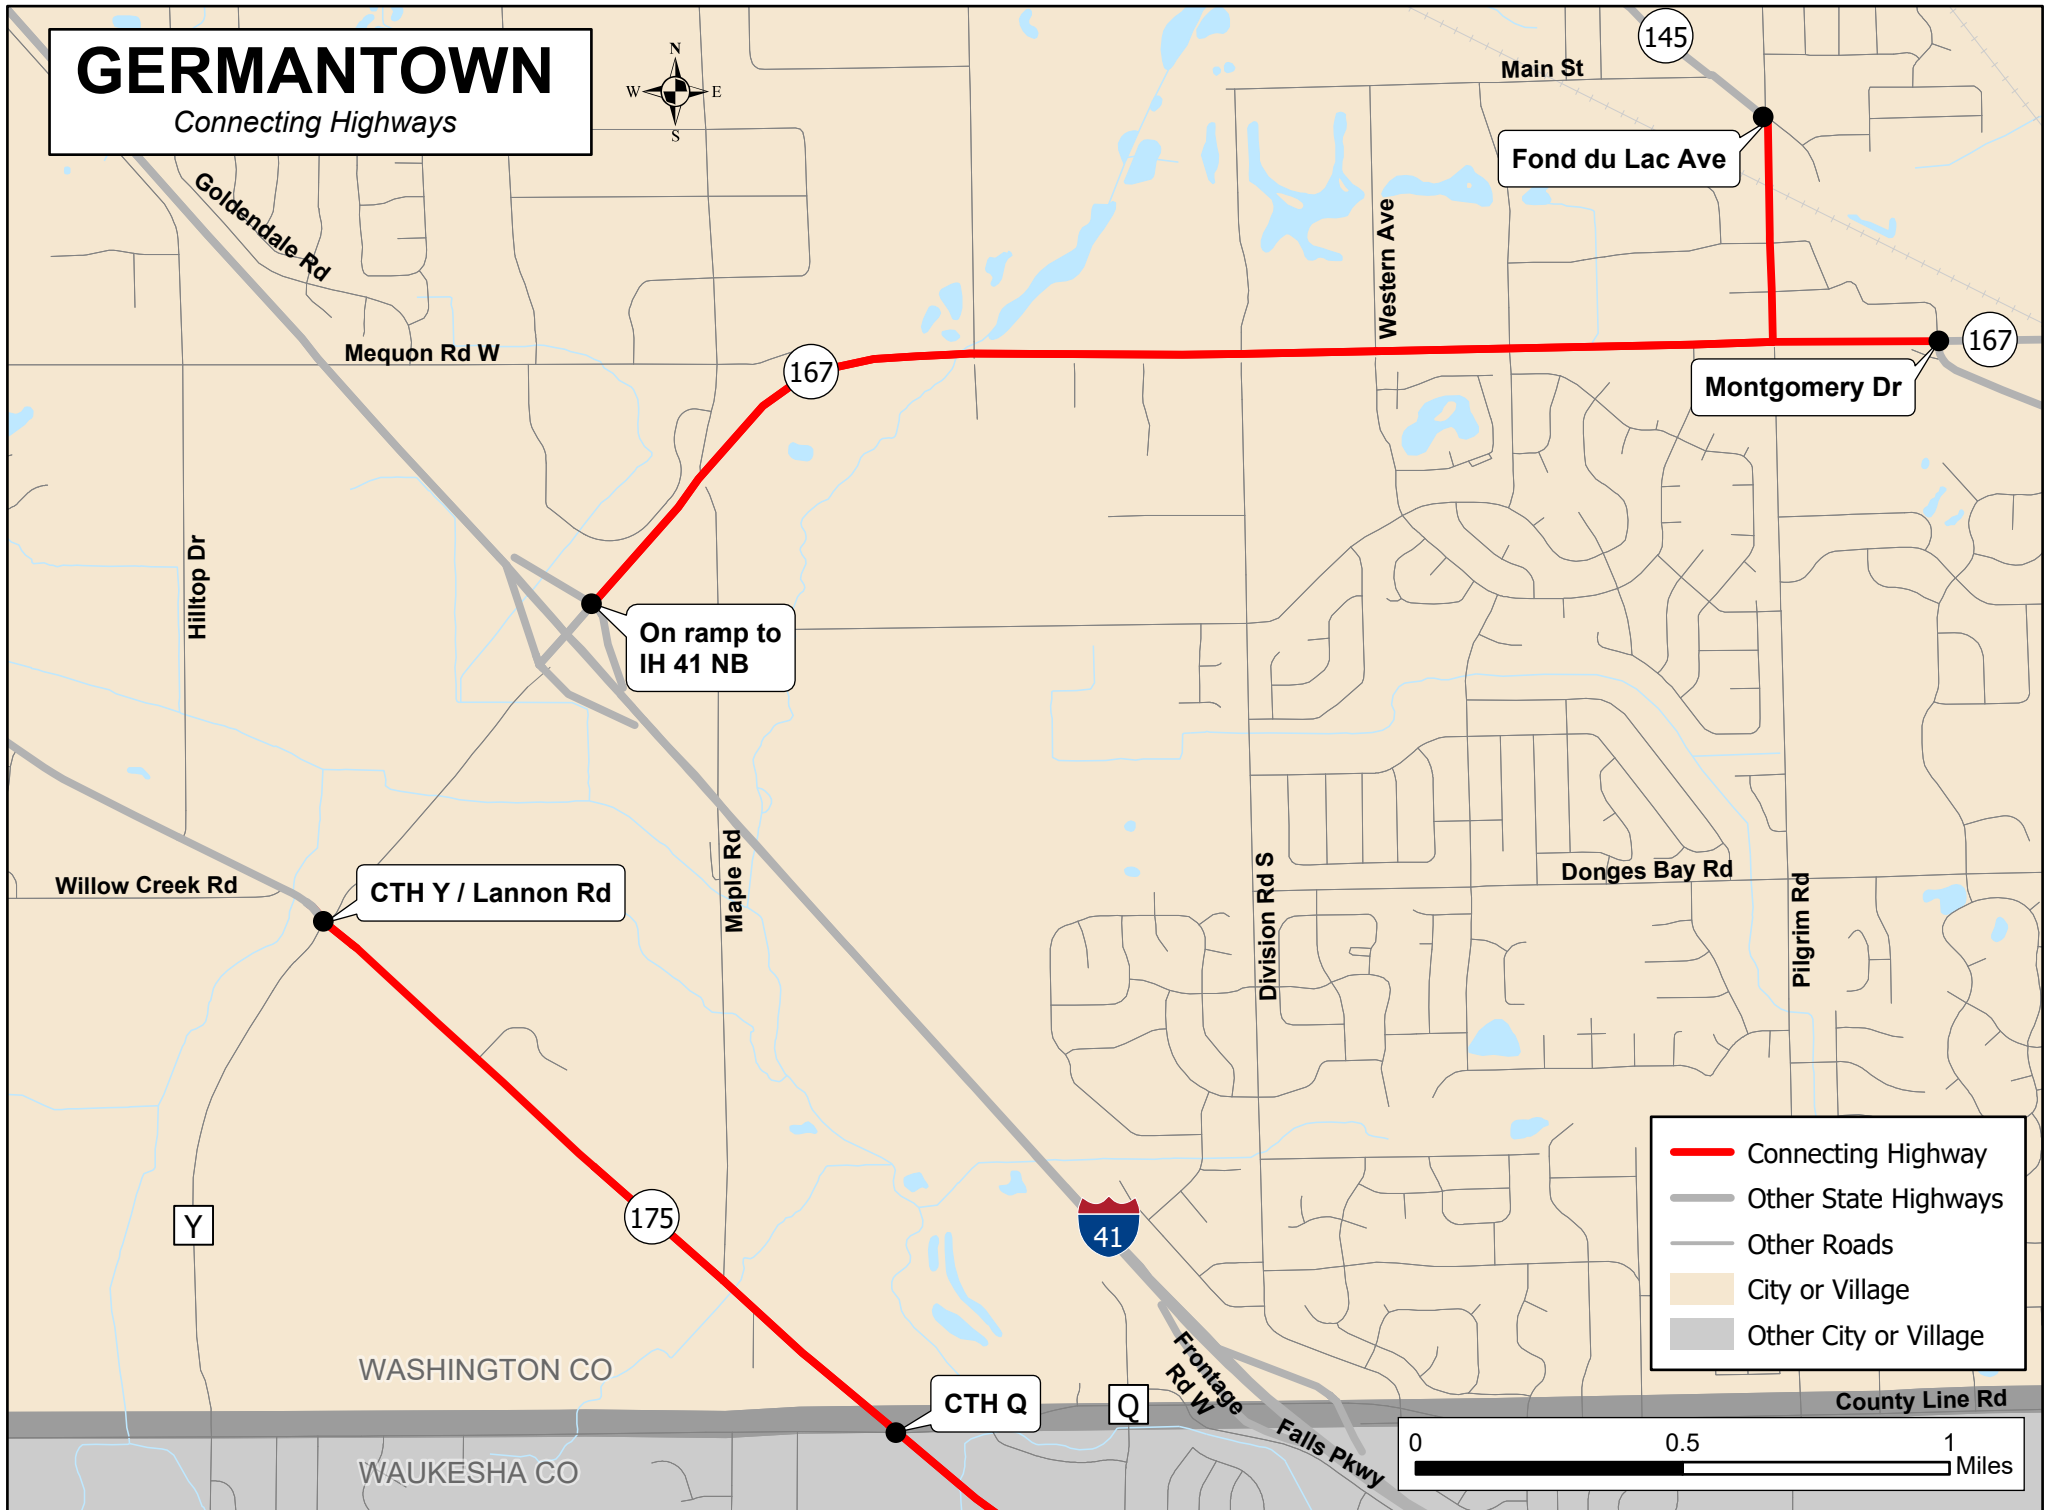 GERMANTOWN
Connecting Highways
N
W
E
S
145
Main St
Fond du Lac Ave
Goldendale Rd
Western Ave
Mequon Rd W
167
167
Montgomery Dr
Hilltop Dr
On ramp to
IH 41 NB
Maple Rd
Willow Creek Rd
CTH Y / Lannon Rd
Division Rd S
Donges Bay Rd
Pilgrim Rd
Y
175
41
Connecting Highway
Other State Highways
Other Roads
City or Village
Other City or Village
WASHINGTON CO
CTH Q
Q
Frontage
Rd W
Falls Pkwy
County Line Rd
WAUKESHA CO
0
0.5
1
Miles